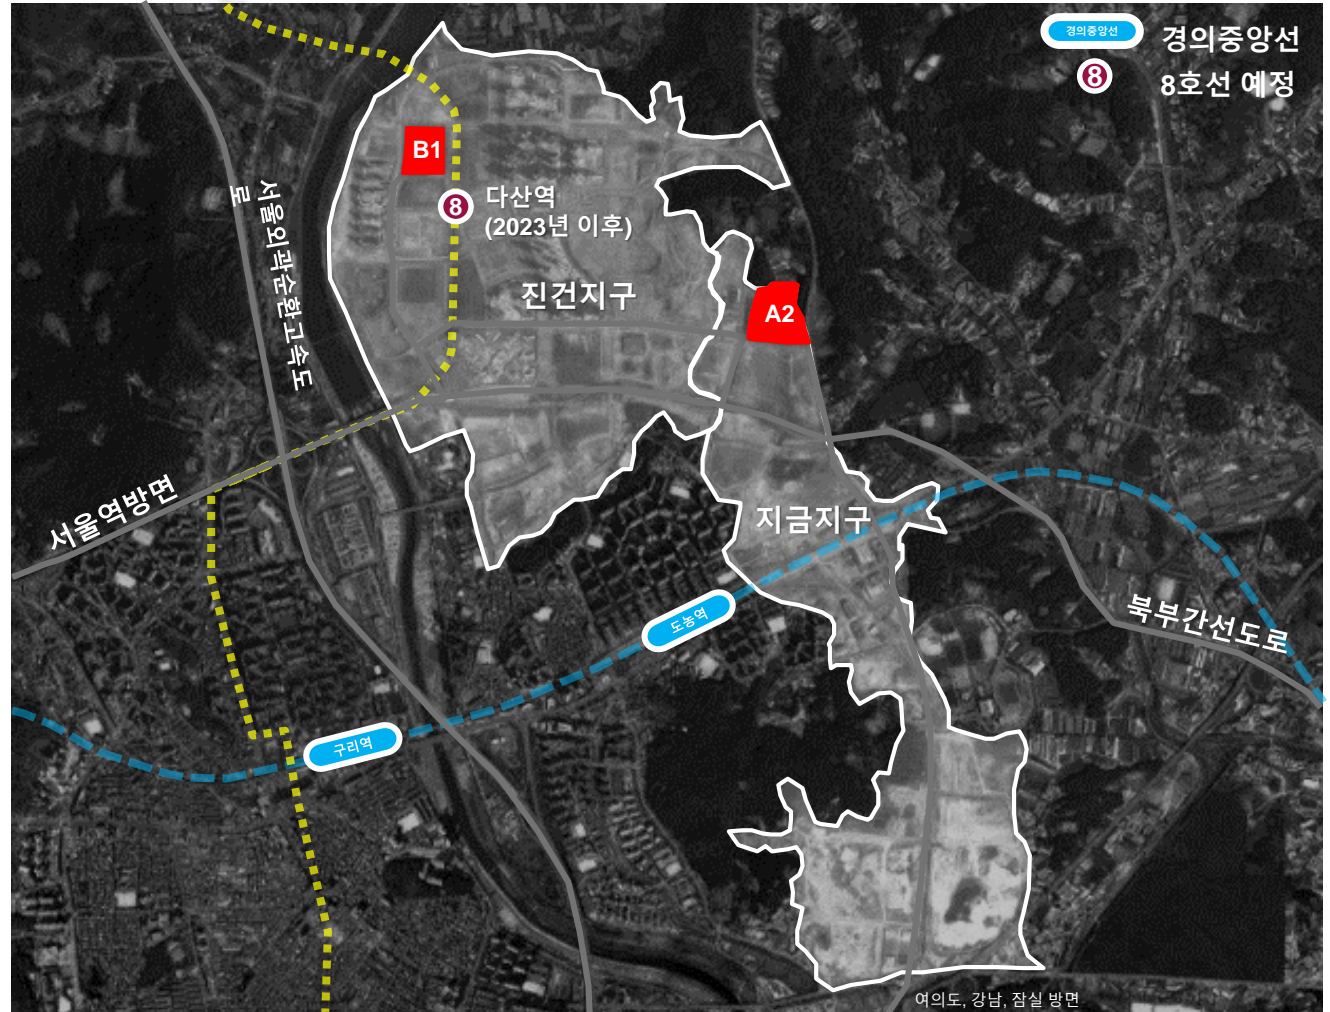 경의중앙선 경의중앙선
8 8호선 예정
B1
8 다산역
(2023년 이후)
서울외곽순환고속도
로
진건지구
A2
서울역방면
지금지구
도농역
북부간선도로
구리역
여의도, 강남, 잠실 방면